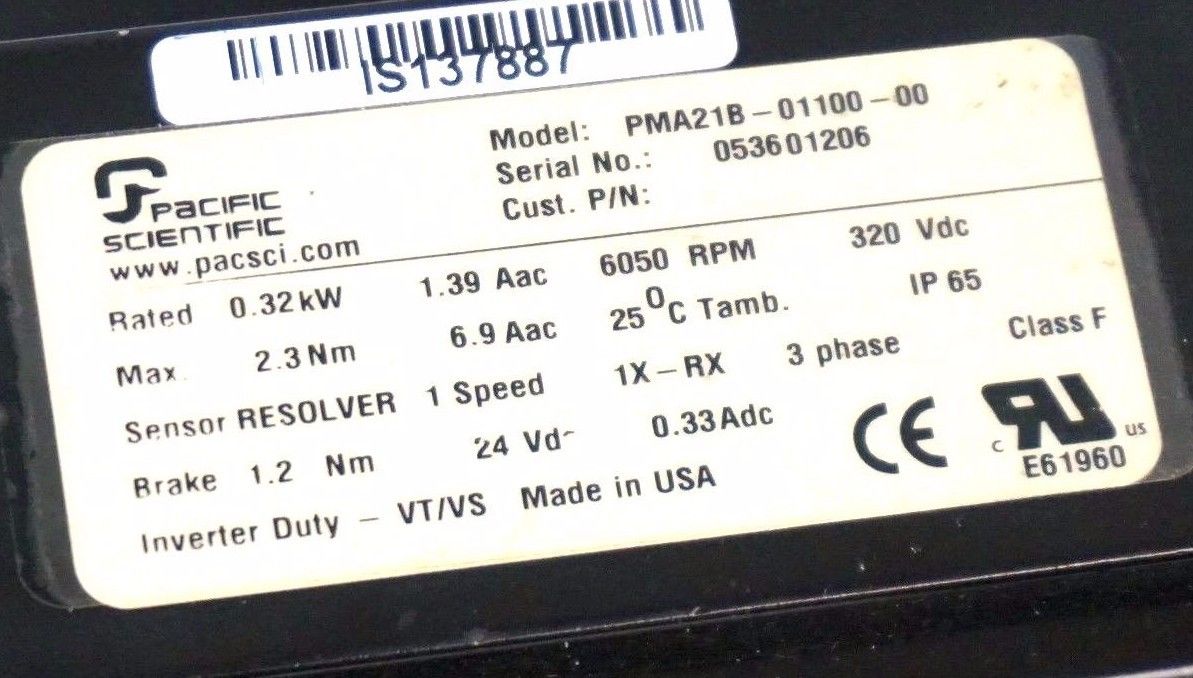 IS137887
Model: PMA21B-01100-00
Serial No.: 053601206
Cust. P/N:
PACIFIC
SCIENTIFIC
www.pacsci.com
Rated 0.32kW 1.39 Aac 6050 RPM 320 Vdc
Max. 2.3Nm 6.9 Aac 25°C Tamb. IP 65
Sensor RESOLVER 1 Speed 1X-RX 3 phase Class F
Brake 1.2 Nm 24 Vd 0.33Adc
Inverter Duty - VT/VS Made in USA
CE
c RU us
E61960